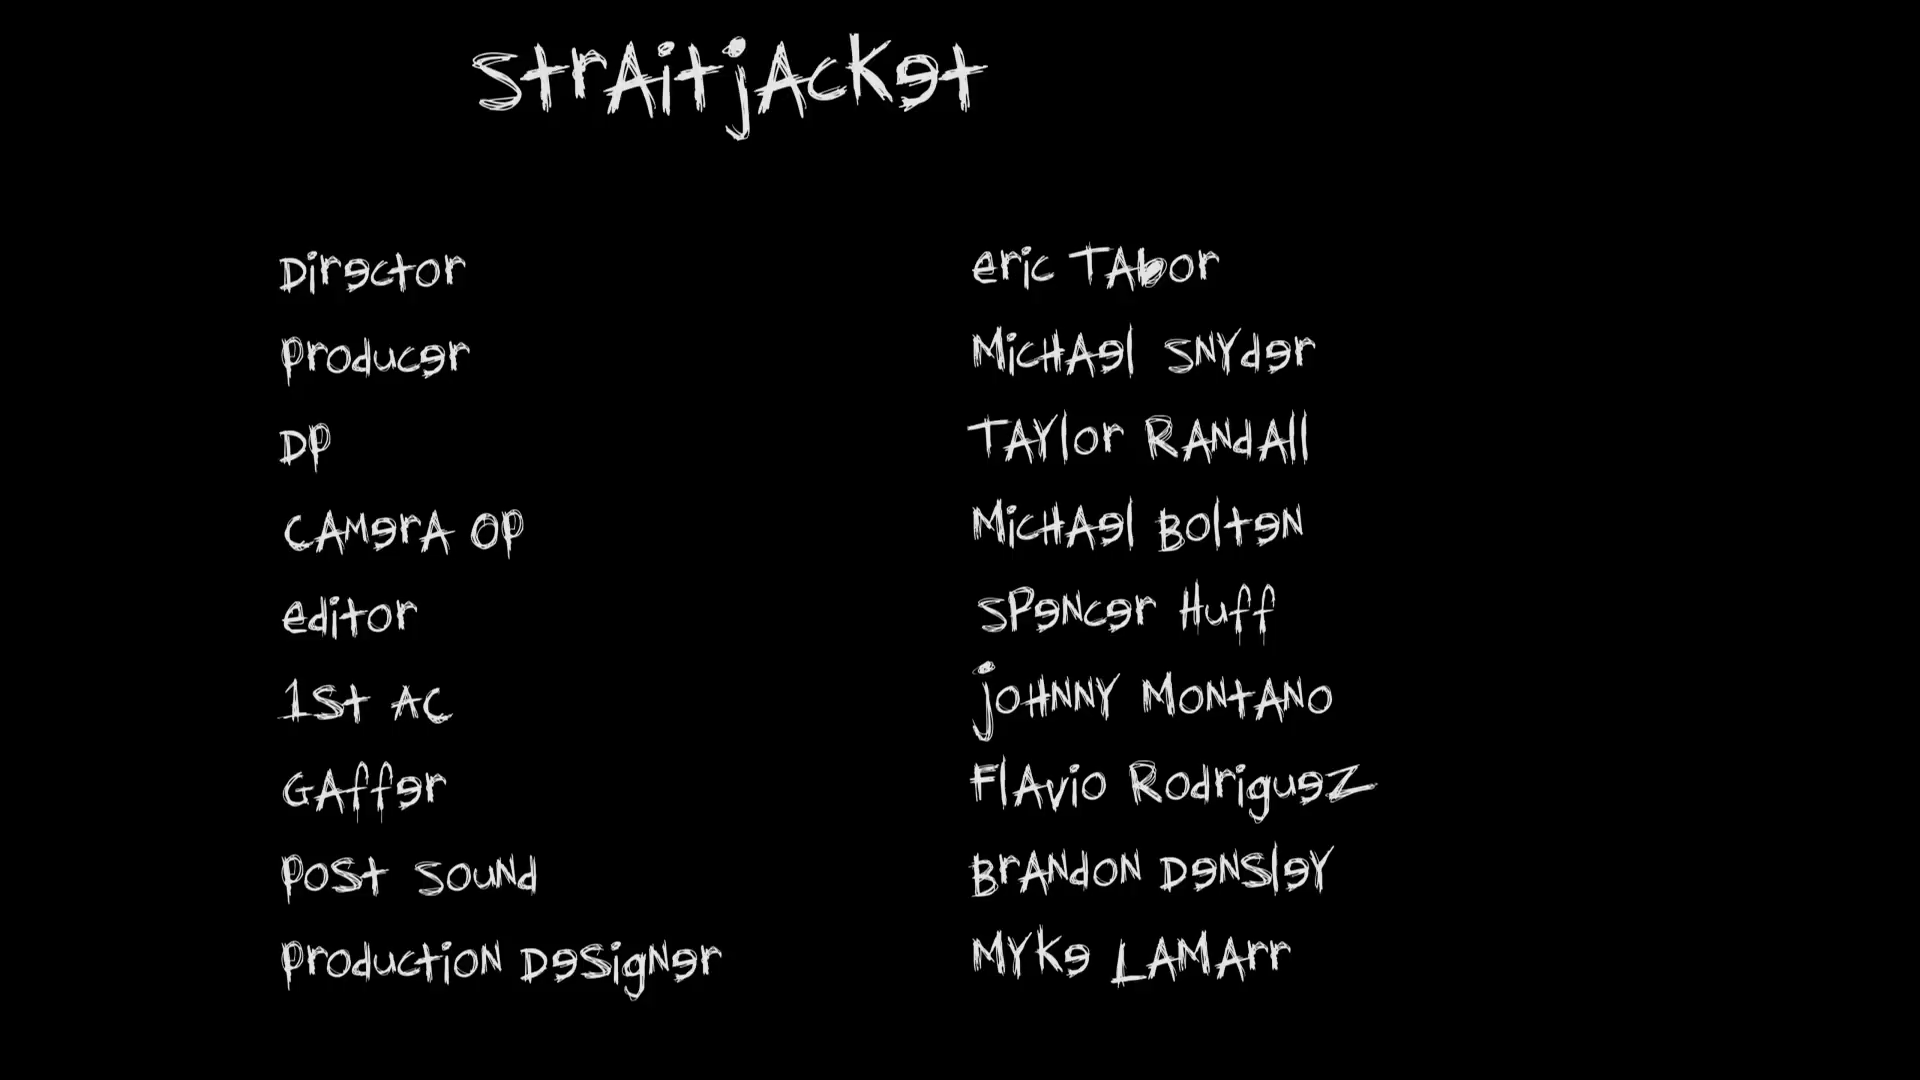 Straitjacket
Director Eric Tabor
Producer Michael Snyder
DP Taylor Randall
Camera Op Michael Bolten
Editor Spencer Huff
1st AC Johnny Montano
Gaffer Flavio Rodriguez
Post Sound Brandon Densley
Production Designer Myke LaMarr